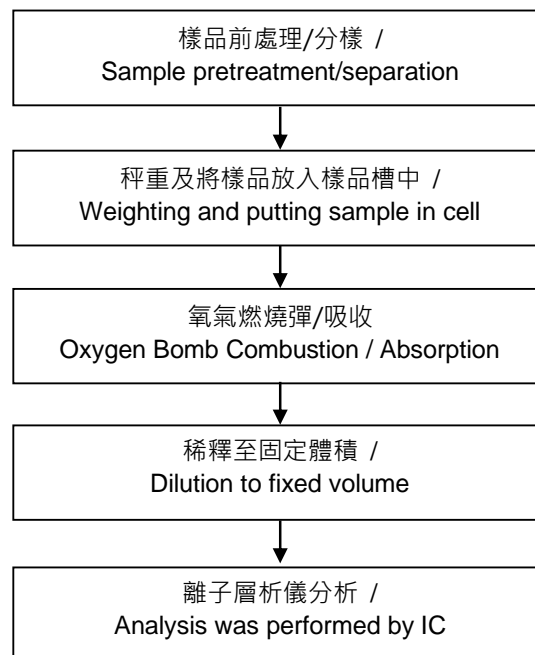 樣品前處理/分樣 /
Sample pretreatment/separation
秤重及將樣品放入樣品槽中 /
Weighting and putting sample in cell
氧氣燃燒彈/吸收
Oxygen Bomb Combustion / Absorption
稀釋至固定體積 /
Dilution to fixed volume
離子層析儀分析 /
Analysis was performed by IC